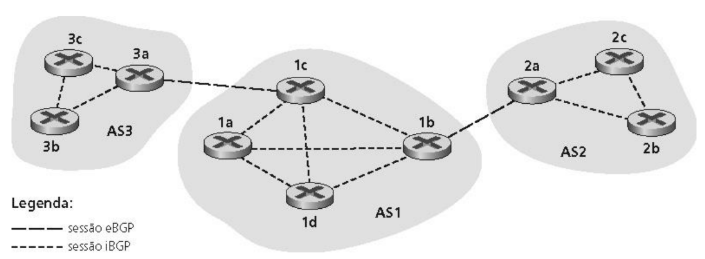 3c
3a
3b
AS3
1c
1a
1b
1d
AS1
2c
2a
2b
AS2
Legenda:
sessão eBGP
sessão iBGP